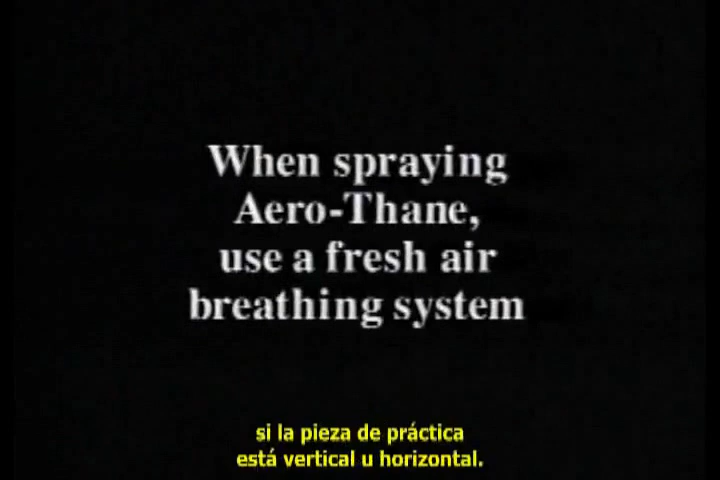 When spraying
Aero-Thane,
use a fresh air
breathing system
si la pieza de práctica
está vertical u horizontal.